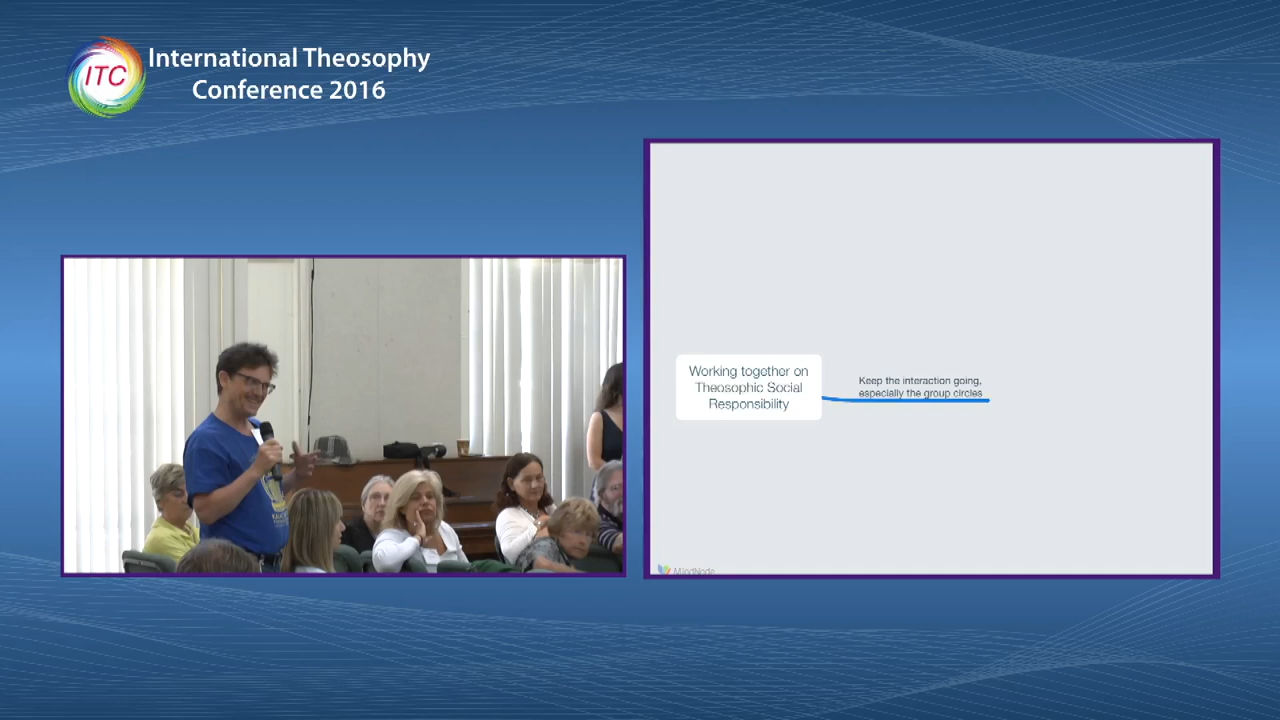 ITC
International Theosophy
Conference 2016
Working together on
Theosophic Social
Responsibility
Keep the interaction going,
especially the group circles
MindNode